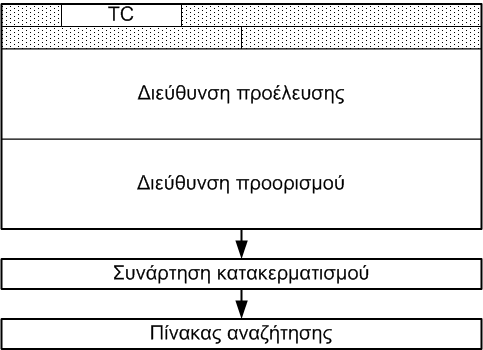 TC
Διεύθυνση προέλευσης
Διεύθυνση προορισμού
Συνάρτηση κατακερματισμού
Πίνακας αναζήτησης